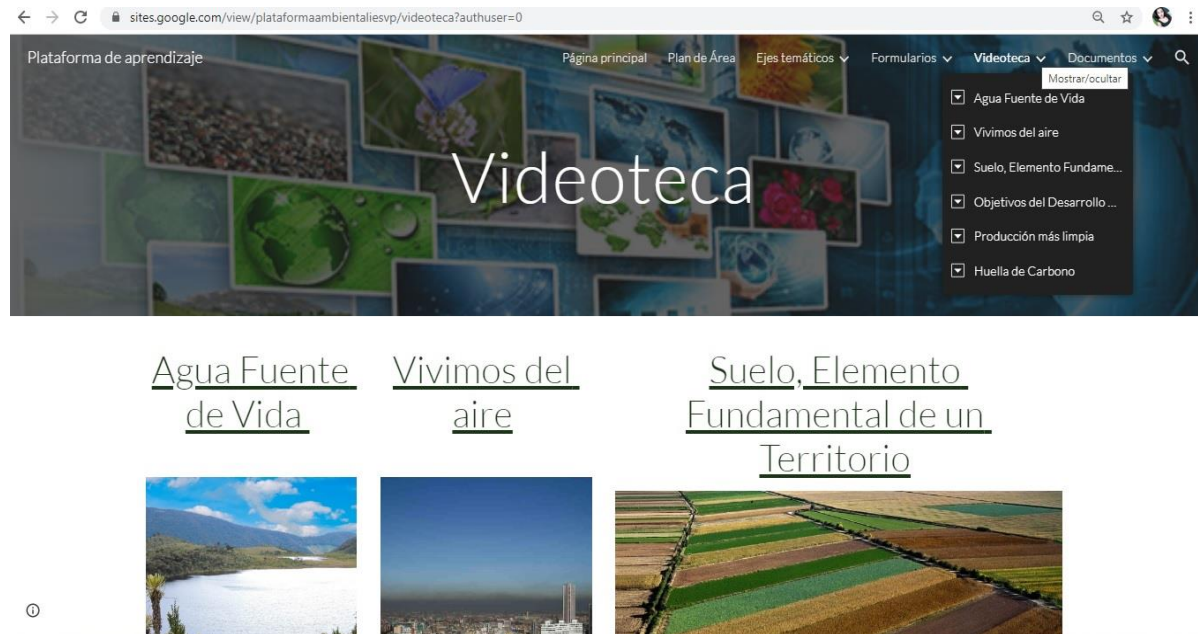 sites.google.com/view/plataformaambientaliesvp/videoteca?authuser=0
Plataforma de aprendizaje
Página principal Plan de Área Ejes temáticos Formularios Videoteca Documentos
Mostrar/ocultar
Agua Fuente de Vida
Vivimos del aire
Suelo, Elemento Fundame...
Objetivos del Desarrollo ...
Producción más limpia
Huella de Carbono
Videoteca
Agua Fuente
de Vida
Vivimos del
aire
Suelo, Elemento
Fundamental de un
Territorio